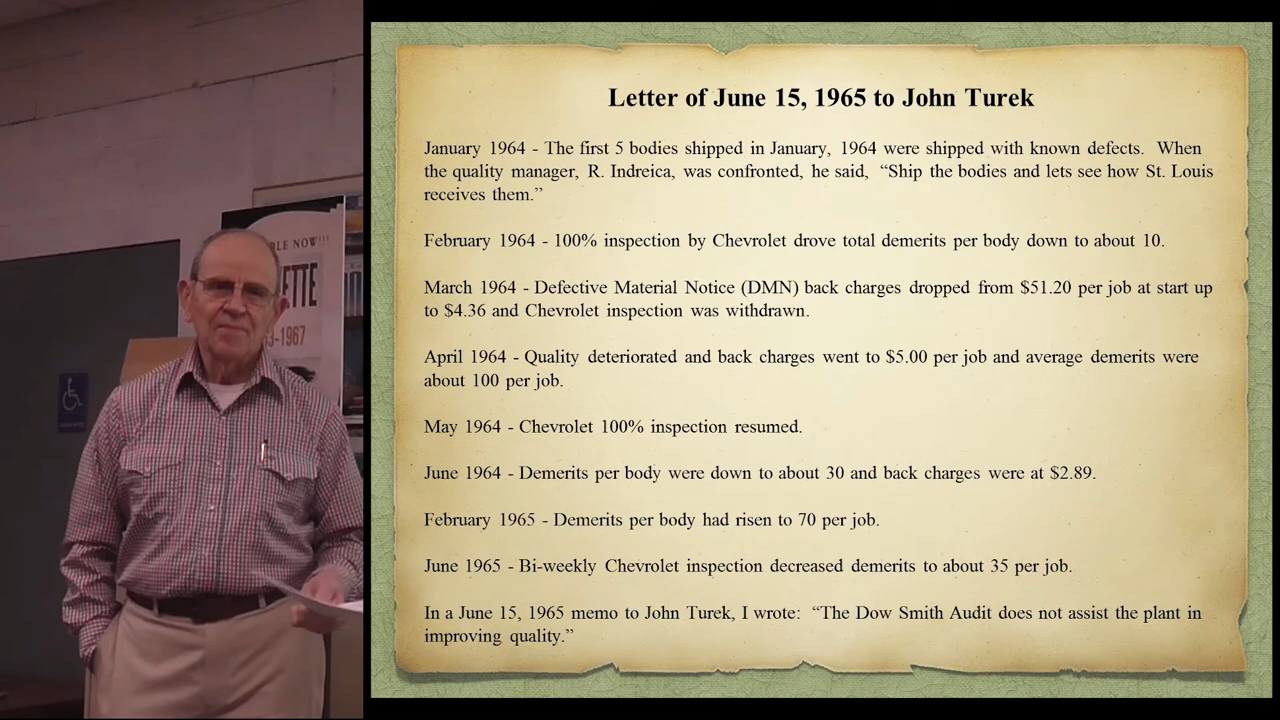 Letter of June 15, 1965 to John Turek
January 1964 - The first 5 bodies shipped in January, 1964 were shipped with known defects. When
the quality manager, R. Indreica, was confronted, he said, “Ship the bodies and lets see how St. Louis
receives them.”
February 1964 - 100% inspection by Chevrolet drove total demerits per body down to about 10.
March 1964 - Defective Material Notice (DMN) back charges dropped from $51.20 per job at start up
to $4.36 and Chevrolet inspection was withdrawn.
April 1964 - Quality deteriorated and back charges went to $5.00 per job and average demerits were
about 100 per job.
May 1964 - Chevrolet 100% inspection resumed.
June 1964 - Demerits per body were down to about 30 and back charges were at $2.89.
February 1965 - Demerits per body had risen to 70 per job.
June 1965 - Bi-weekly Chevrolet inspection decreased demerits to about 35 per job.
In a June 15, 1965 memo to John Turek, I wrote: “The Dow Smith Audit does not assist the plant in
improving quality.”
NOW!!!
ETTE
3-1967